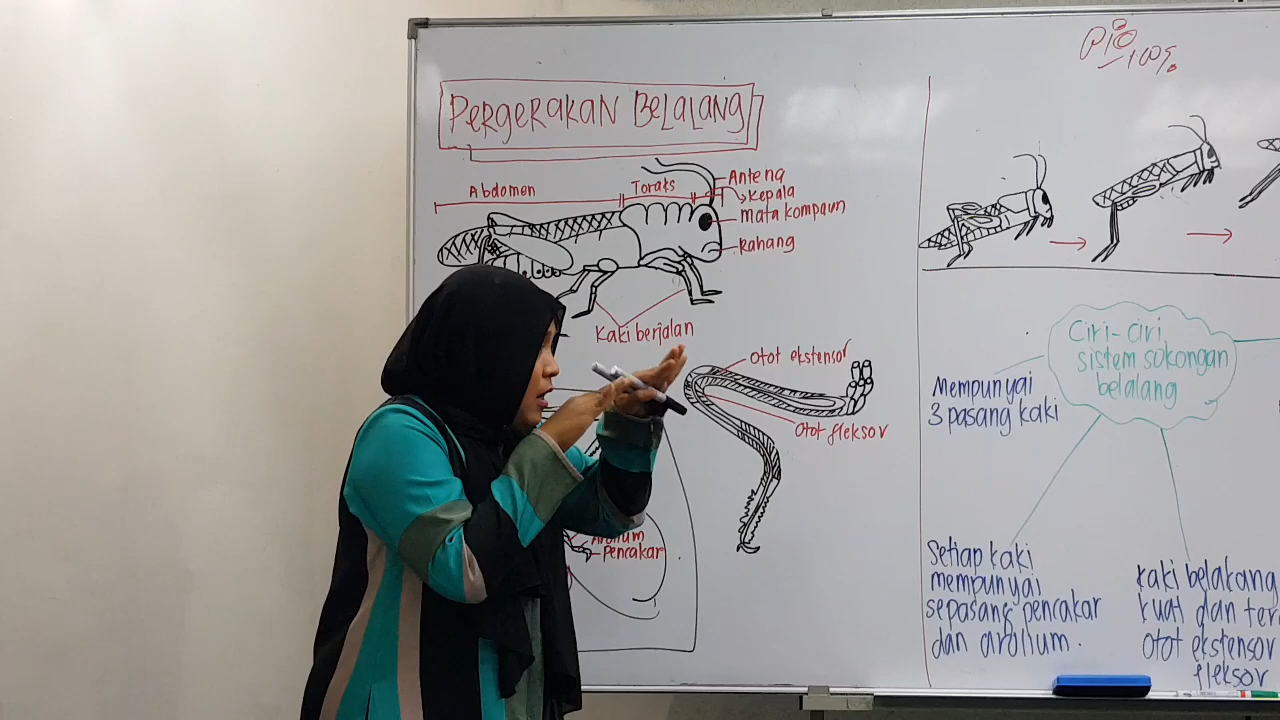 PERGERAKAN BELALANG
Abdomen
Toraks
Antena
Kepala
Mata kompaun
Rahang
Kaki berjalan
Otot ekstensor
Otot fleksor
Pencakar
100%
Ciri-ciri
sistem sokongan
belalang
Mempunyai
3 pasang kaki
Setiap kaki
mempunyai
sepasang pencakar
dan arolium.
Kaki belakang
kuat dan
otot ekstensor
fleksor